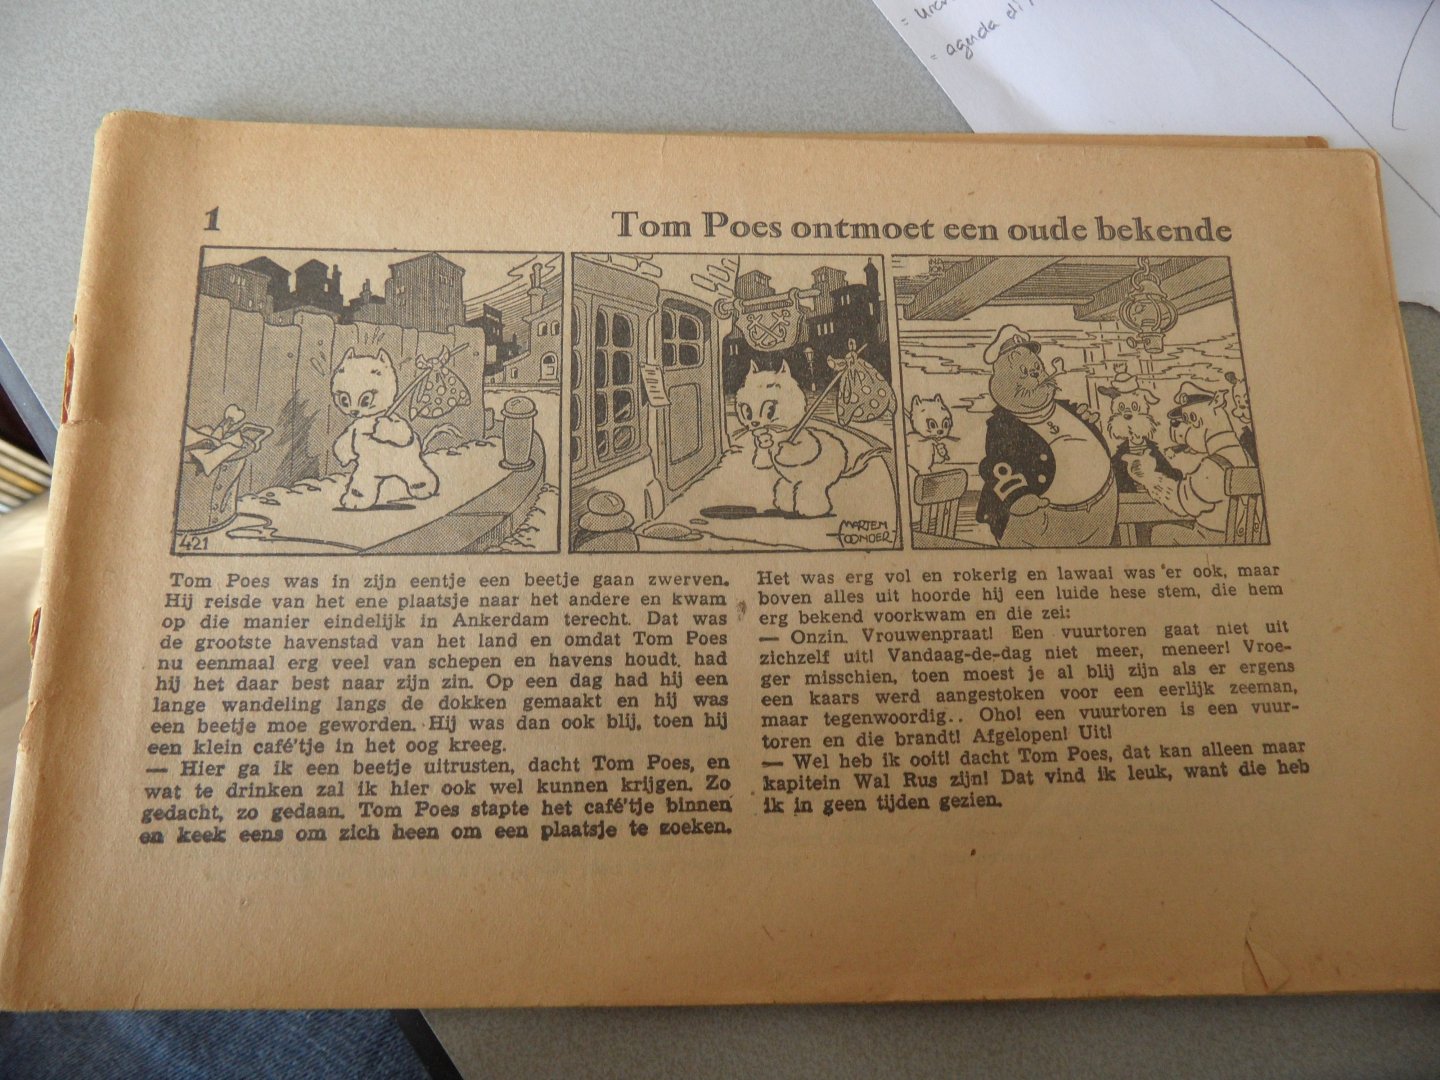 agenda
1
Tom Poes ontmoet een oude bekende
421
MARTEN
TOONDER
Tom Poes was in zijn eentje een beetje gaan zwerven.
Hij reisde van het ene plaatsje naar het andere en kwam
op die manier eindelijk in Ankerdam terecht. Dat was
de grootste havenstad van het land en omdat Tom Poes
nu eenmaal erg veel van schepen en havens houdt, had
hij het daar best naar zijn zin. Op een dag had hij een
lange wandeling langs de dokken gemaakt en hij was
een beetje moe geworden. Hij was dan ook blij, toen hij
een klein café'tje in het oog kreeg.
— Hier ga ik een beetje uitrusten, dacht Tom Poes, en
wat te drinken zal ik hier ook wel kunnen krijgen. Zo
gedacht, zo gedaan. Tom Poes stapte het café'tje binnen
en keek eens om zich heen om een plaatsje te zoeken.
Het was erg vol en rokerig en lawaai was er ook, maar
boven alles uit hoorde hij een luide hese stem, die hem
erg bekend voorkwam en die zei:
— Onzin. Vrouwenpraat! Een vuurtoren gaat niet uit
zichzelf uit! Vandaag-de-dag niet meer, meneer! Vroe-
ger misschien, toen moest je al blij zijn als er ergens
een kaars werd aangestoken voor een eerlijk zeeman,
maar tegenwoordig.. Oho! een vuurtoren is een vuur-
toren en die brandt! Afgelopen! Uit!
— Wel heb ik ooit! dacht Tom Poes, dat kan alleen maar
kapitein Wal Rus zijn! Dat vind ik leuk, want die heb
ik in geen tijden gezien.